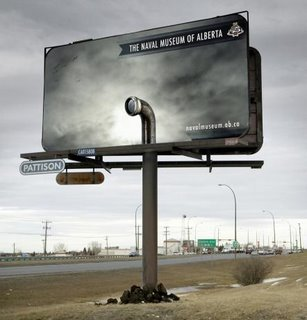 THE NAVAL MUSEUM OF ALBERTA
navalmuseum.ab.ca
PATTISON